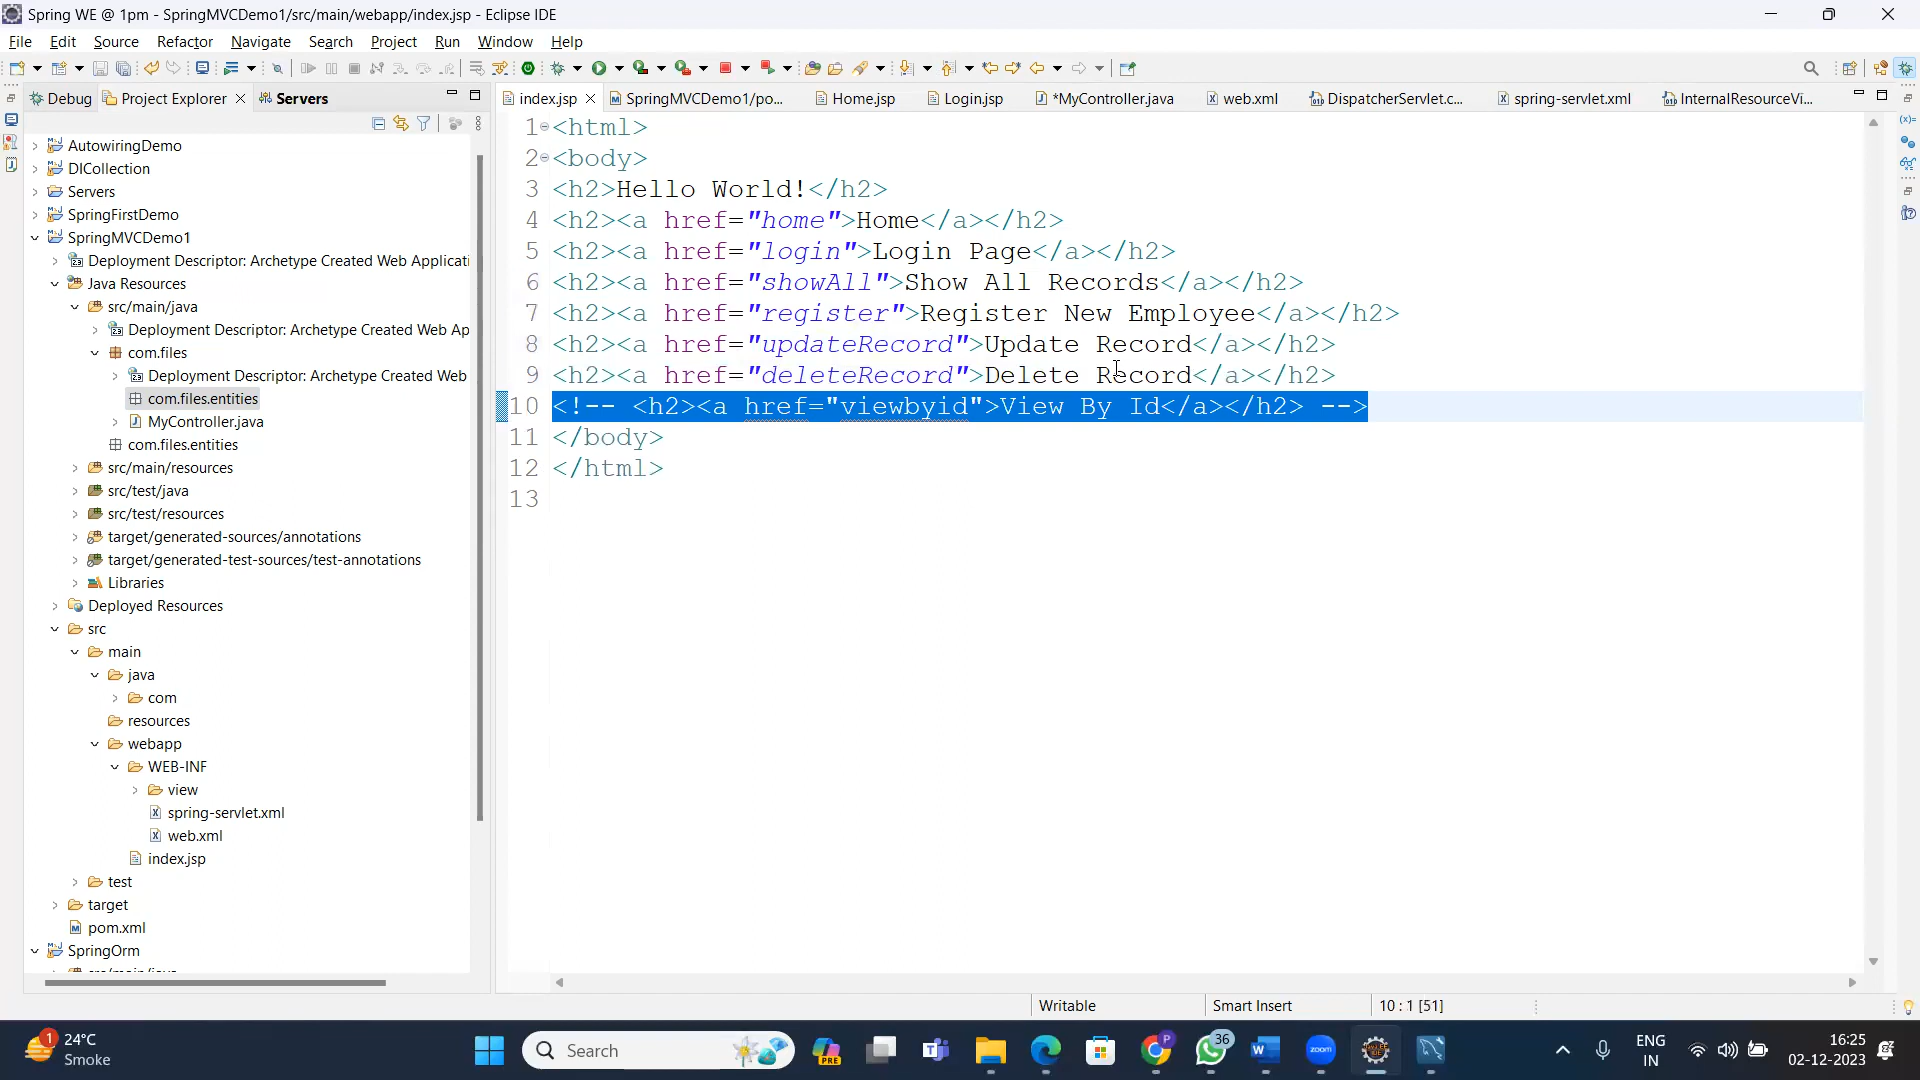 Spring WE @ 1pm - SpringMVCDemo1/src/main/webapp/index.jsp - Eclipse IDE
File Edit Source Refactor Navigate Search Project Run Window Help
Debug Project Explorer Servers
index.jsp SpringMVCDemo1/po... Home.jsp Login.jsp *MyController.java web.xml DispatcherServlet.c... spring-servlet.xml InternalResourceVi...
AutowiringDemo
DICollection
Servers
SpringFirstDemo
SpringMVCDemo1
Deployment Descriptor: Archetype Created Web Applicati
Java Resources
src/main/java
Deployment Descriptor: Archetype Created Web Ap
com.files
Deployment Descriptor: Archetype Created Web
com.files.entities
MyController.java
com.files.entities
src/main/resources
src/test/java
src/test/resources
target/generated-sources/annotations
target/generated-test-sources/test-annotations
Libraries
Deployed Resources
src
main
java
com
resources
webapp
WEB-INF
view
spring-servlet.xml
web.xml
index.jsp
test
target
pom.xml
SpringOrm
1 <html>
2 <body>
3 <h2>Hello World!</h2>
4 <h2><a href="home">Home</a></h2>
5 <h2><a href="login">Login Page</a></h2>
6 <h2><a href="showAll">Show All Records</a></h2>
7 <h2><a href="register">Register New Employee</a></h2>
8 <h2><a href="updateRecord">Update Record</a></h2>
9 <h2><a href="deleteRecord">Delete Record</a></h2>
10 <!-- <h2><a href="viewbyid">View By Id</a></h2> -->
11 </body>
12 </html>
13
Writable Smart Insert 10 : 1 [51]
1 24°C
Smoke
Search
PRE
36
zoom
ENG
IN
16:25
02-12-2023